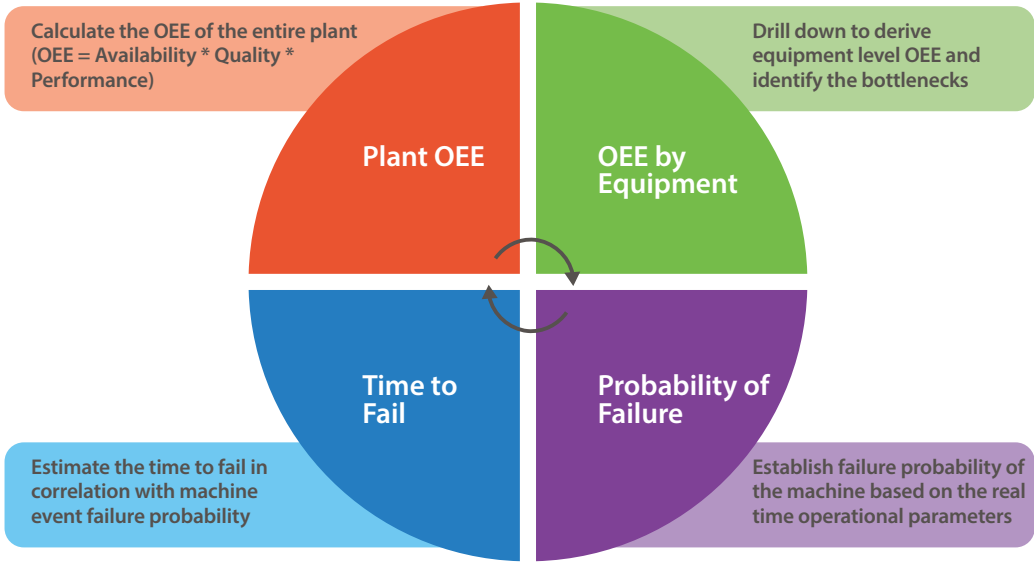 Calculate the OEE of the entire plant
(OEE = Availability * Quality *
Performance)
Drill down to derive
equipment level OEE and
identify the bottlenecks
Plant OEE
OEE by
Equipment
Time to
Fail
Probability of
Failure
Estimate the time to fail in
correlation with machine
event failure probability
Establish failure probability of
the machine based on the real
time operational parameters